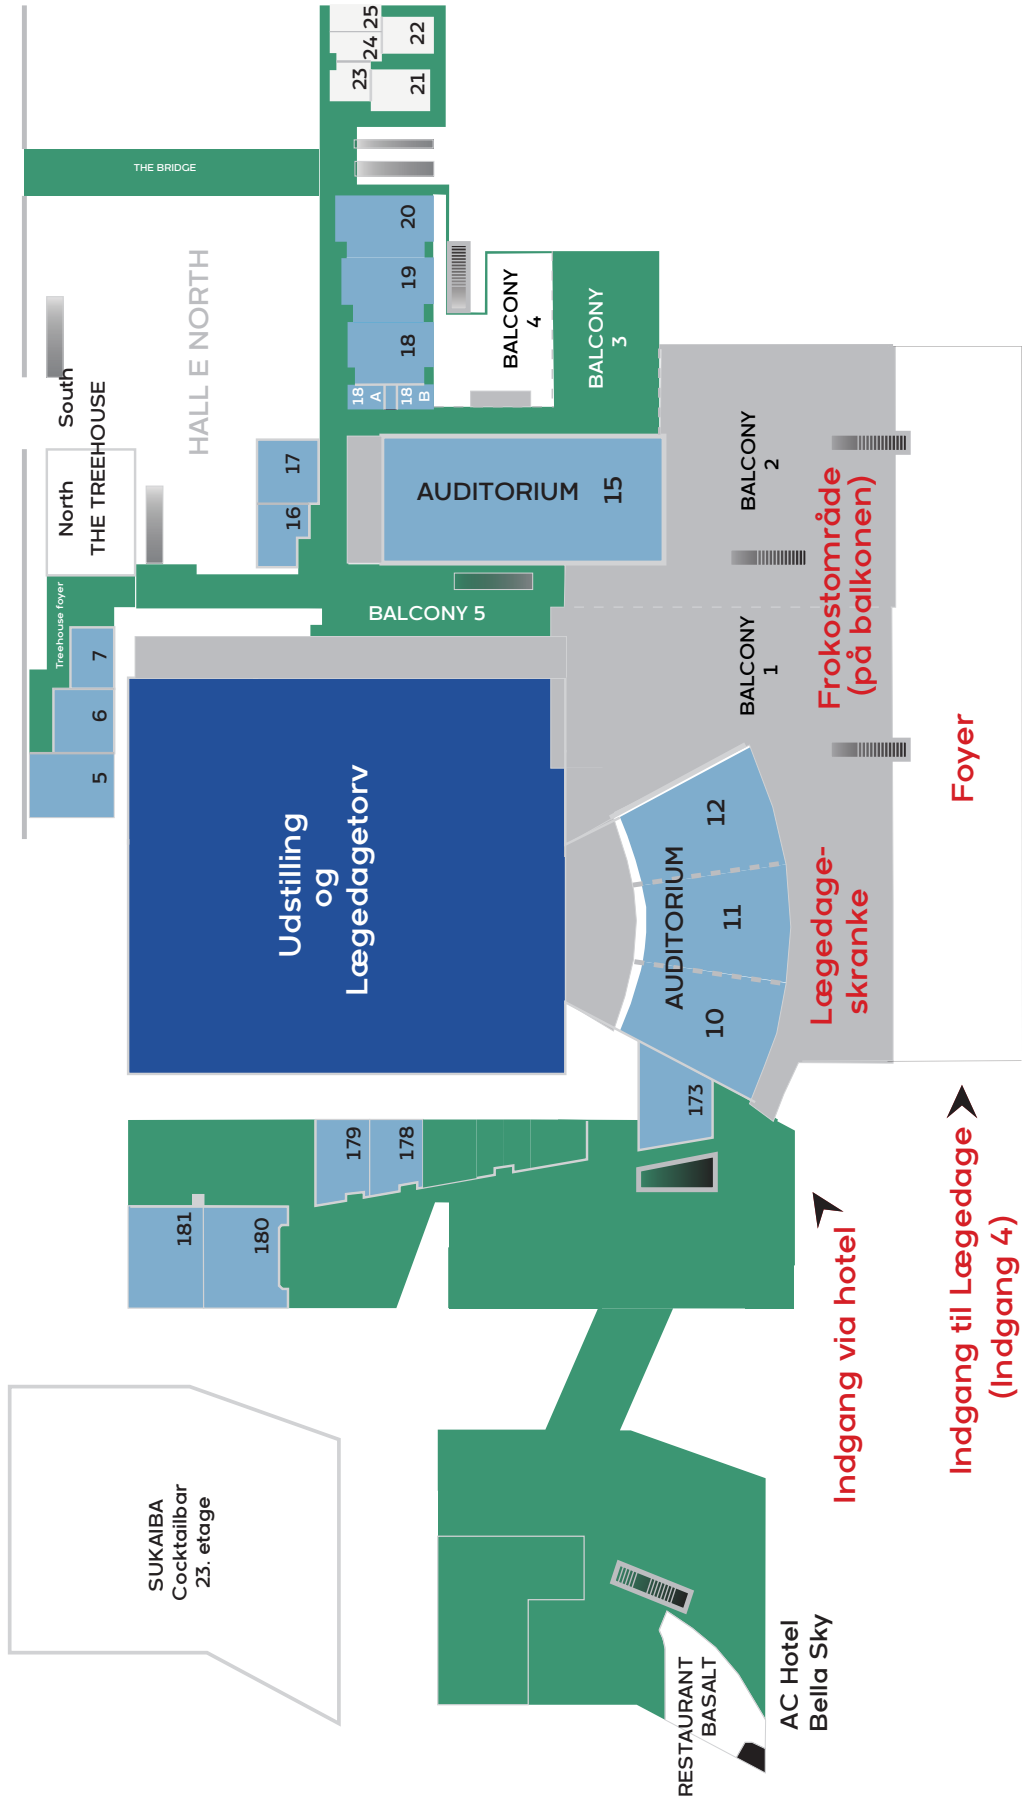 SUKAIBA
Cocktailbar
23. etage
181
180
179
178
173
RESTAURANT
BASALT
AC Hotel
Bella Sky
Indgang via hotel
Indgang til Lægedage
(Indgang 4)
Udstilling
og
Lægedagetorv
5
6
7
Treehouse foyer
North
South
THE TREEHOUSE
HALL E NORTH
THE BRIDGE
16
17
18
A
18
B
18
19
20
21
22
23
24
25
BALCONY
4
BALCONY
3
AUDITORIUM
15
BALCONY 5
BALCONY
2
BALCONY
1
AUDITORIUM
10
11
12
Lægedage-
skranke
Frokostområde
(på balkonen)
Foyer